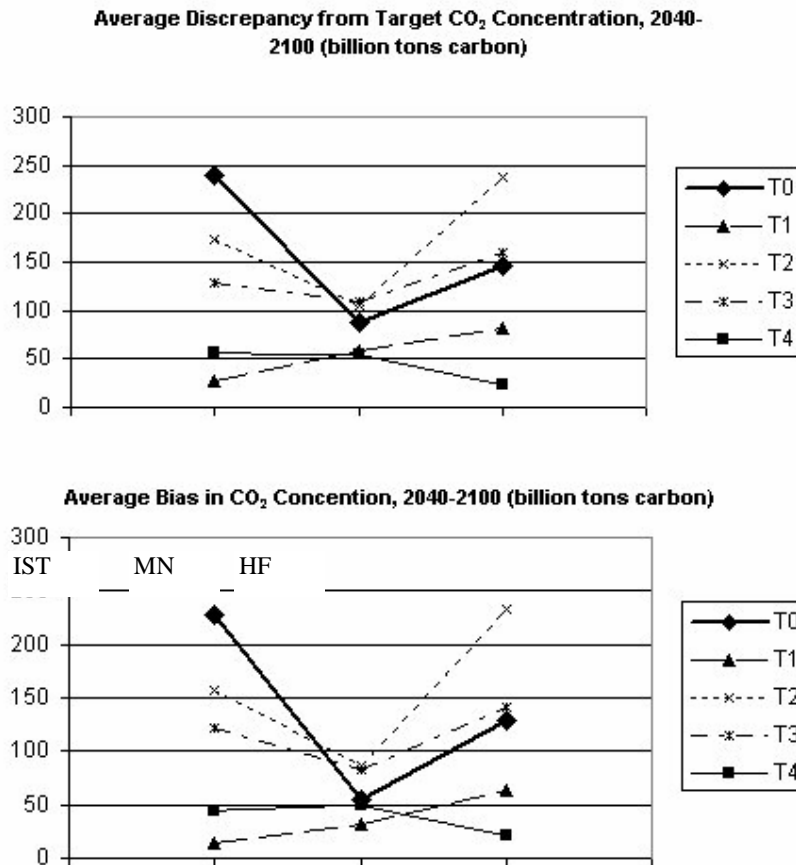 Average Discrepancy from Target CO₂ Concentration, 2040-
2100 (billion tons carbon)
300
250
200
150
100
50
0
T0
T1
T2
T3
T4
Average Bias in CO₂ Concention, 2040-2100 (billion tons carbon)
300
IST MN HF
200
150
100
50
0
T0
T1
T2
T3
T4